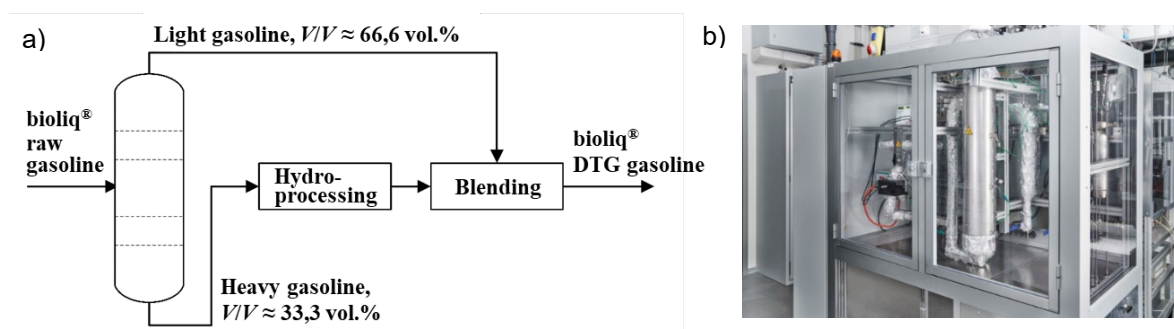 a)
Light gasoline, V/V ≈ 66,6 vol.%
bioliq®
raw
gasoline
Hydro-
processing
Blending
bioliq®
DTG gasoline
Heavy gasoline,
V/V ≈ 33,3 vol.%
b)